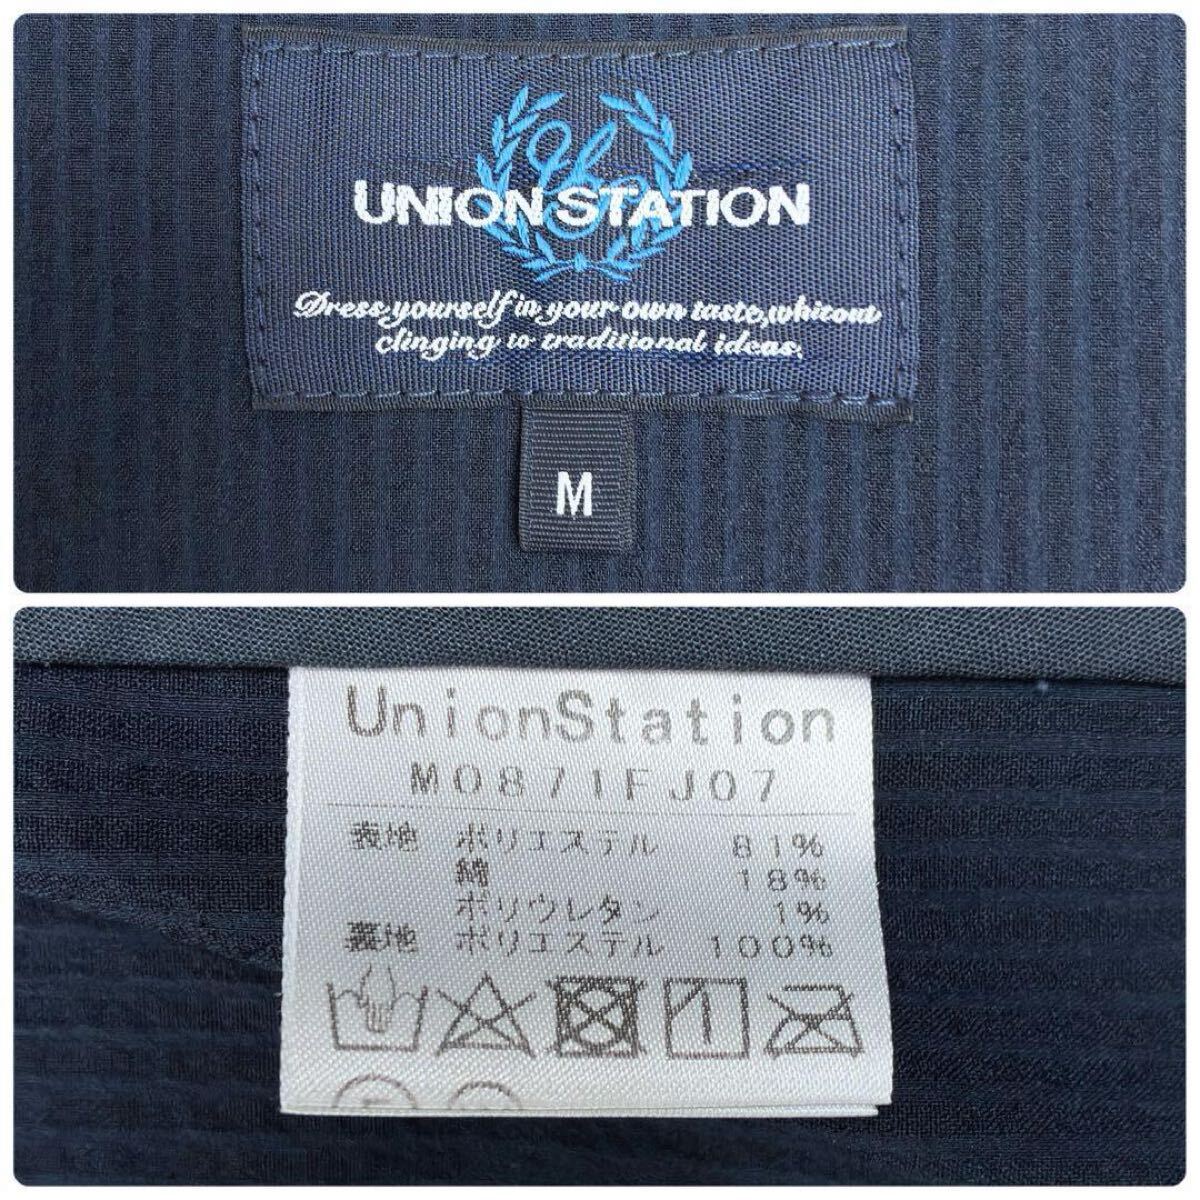 UNION STATION
Dress yourself in your own taste,whitout
clinging to traditional ideas.
M
UnionStation
M0871FJ07
表地 ポリエステル 81%
綿 18%
ポリウレタン 1%
裏地 ポリエステル 100%